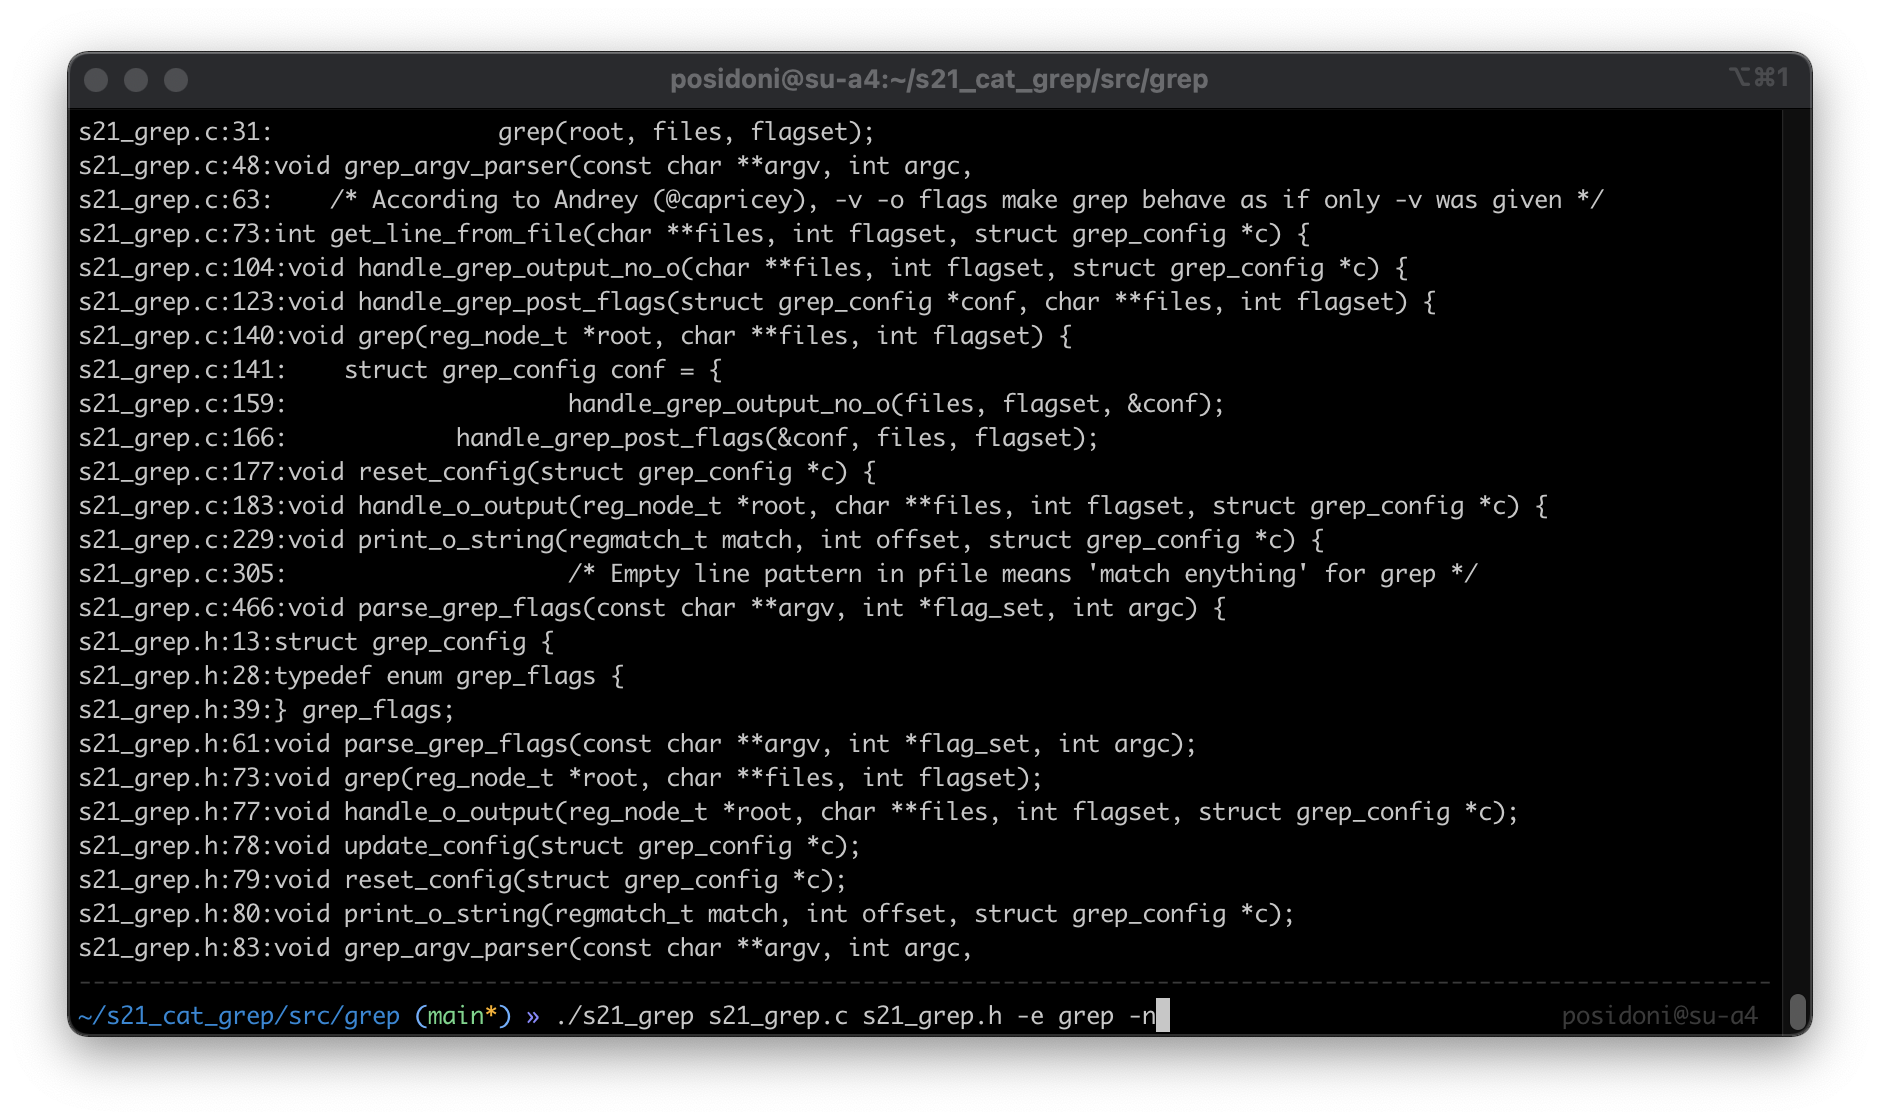 posidoni@su-a4:~/s21_cat_grep/src/grep ⌥⌘1
s21_grep.c:31:                grep(root, files, flagset);
s21_grep.c:48:void grep_argv_parser(const char **argv, int argc,
s21_grep.c:63:    /* According to Andrey (@capricey), -v -o flags make grep behave as if only -v was given */
s21_grep.c:73:int get_line_from_file(char **files, int flagset, struct grep_config *c) {
s21_grep.c:104:void handle_grep_output_no_o(char **files, int flagset, struct grep_config *c) {
s21_grep.c:123:void handle_grep_post_flags(struct grep_config *conf, char **files, int flagset) {
s21_grep.c:140:void grep(reg_node_t *root, char **files, int flagset) {
s21_grep.c:141:    struct grep_config conf = {
s21_grep.c:159:                    handle_grep_output_no_o(files, flagset, &conf);
s21_grep.c:166:            handle_grep_post_flags(&conf, files, flagset);
s21_grep.c:177:void reset_config(struct grep_config *c) {
s21_grep.c:183:void handle_o_output(reg_node_t *root, char **files, int flagset, struct grep_config *c) {
s21_grep.c:229:void print_o_string(regmatch_t match, int offset, struct grep_config *c) {
s21_grep.c:305:                    /* Empty line pattern in pfile means 'match enything' for grep */
s21_grep.c:466:void parse_grep_flags(const char **argv, int *flag_set, int argc) {
s21_grep.h:13:struct grep_config {
s21_grep.h:28:typedef enum grep_flags {
s21_grep.h:39:} grep_flags;
s21_grep.h:61:void parse_grep_flags(const char **argv, int *flag_set, int argc);
s21_grep.h:73:void grep(reg_node_t *root, char **files, int flagset);
s21_grep.h:77:void handle_o_output(reg_node_t *root, char **files, int flagset, struct grep_config *c);
s21_grep.h:78:void update_config(struct grep_config *c);
s21_grep.h:79:void reset_config(struct grep_config *c);
s21_grep.h:80:void print_o_string(regmatch_t match, int offset, struct grep_config *c);
s21_grep.h:83:void grep_argv_parser(const char **argv, int argc,
~/s21_cat_grep/src/grep (main*) » ./s21_grep s21_grep.c s21_grep.h -e grep -n posidoni@su-a4